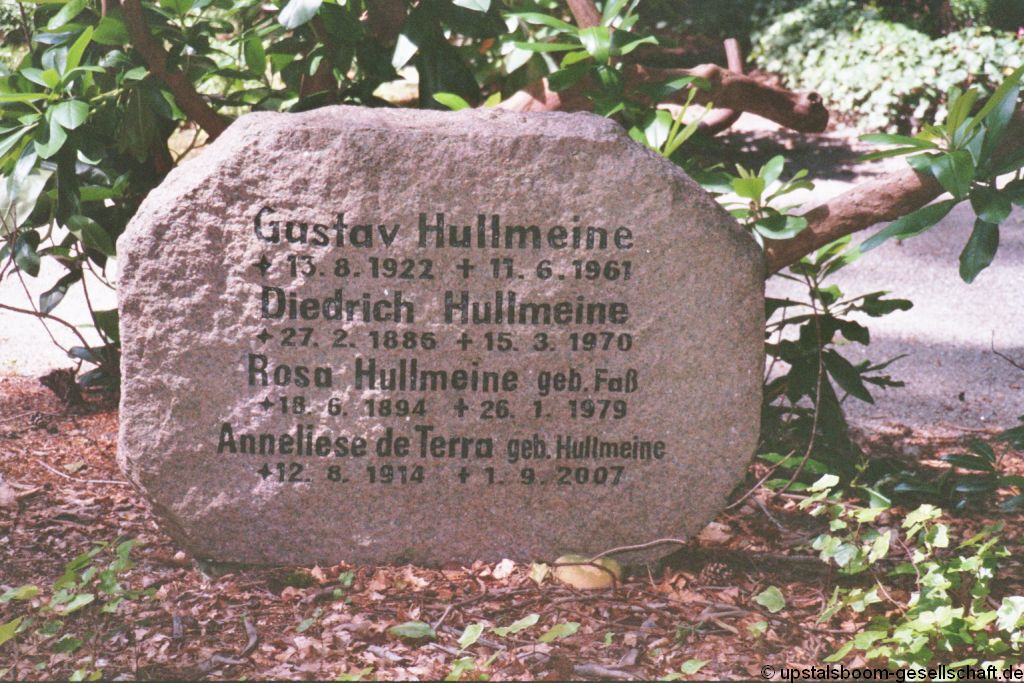 Gustav Hullmeine
✦ 13. 8. 1922 ✝ 11. 6. 1961
Diedrich Hullmeine
✦ 27. 2. 1886 ✝ 15. 3. 1970
Rosa Hullmeine geb. Faß
✦ 18. 6. 1894 ✝ 26. 1. 1979
Anneliese de Terra geb. Hullmeine
✦ 12. 8. 1914 ✝ 1. 9. 2007
© upstalsboom-gesellschaft.de